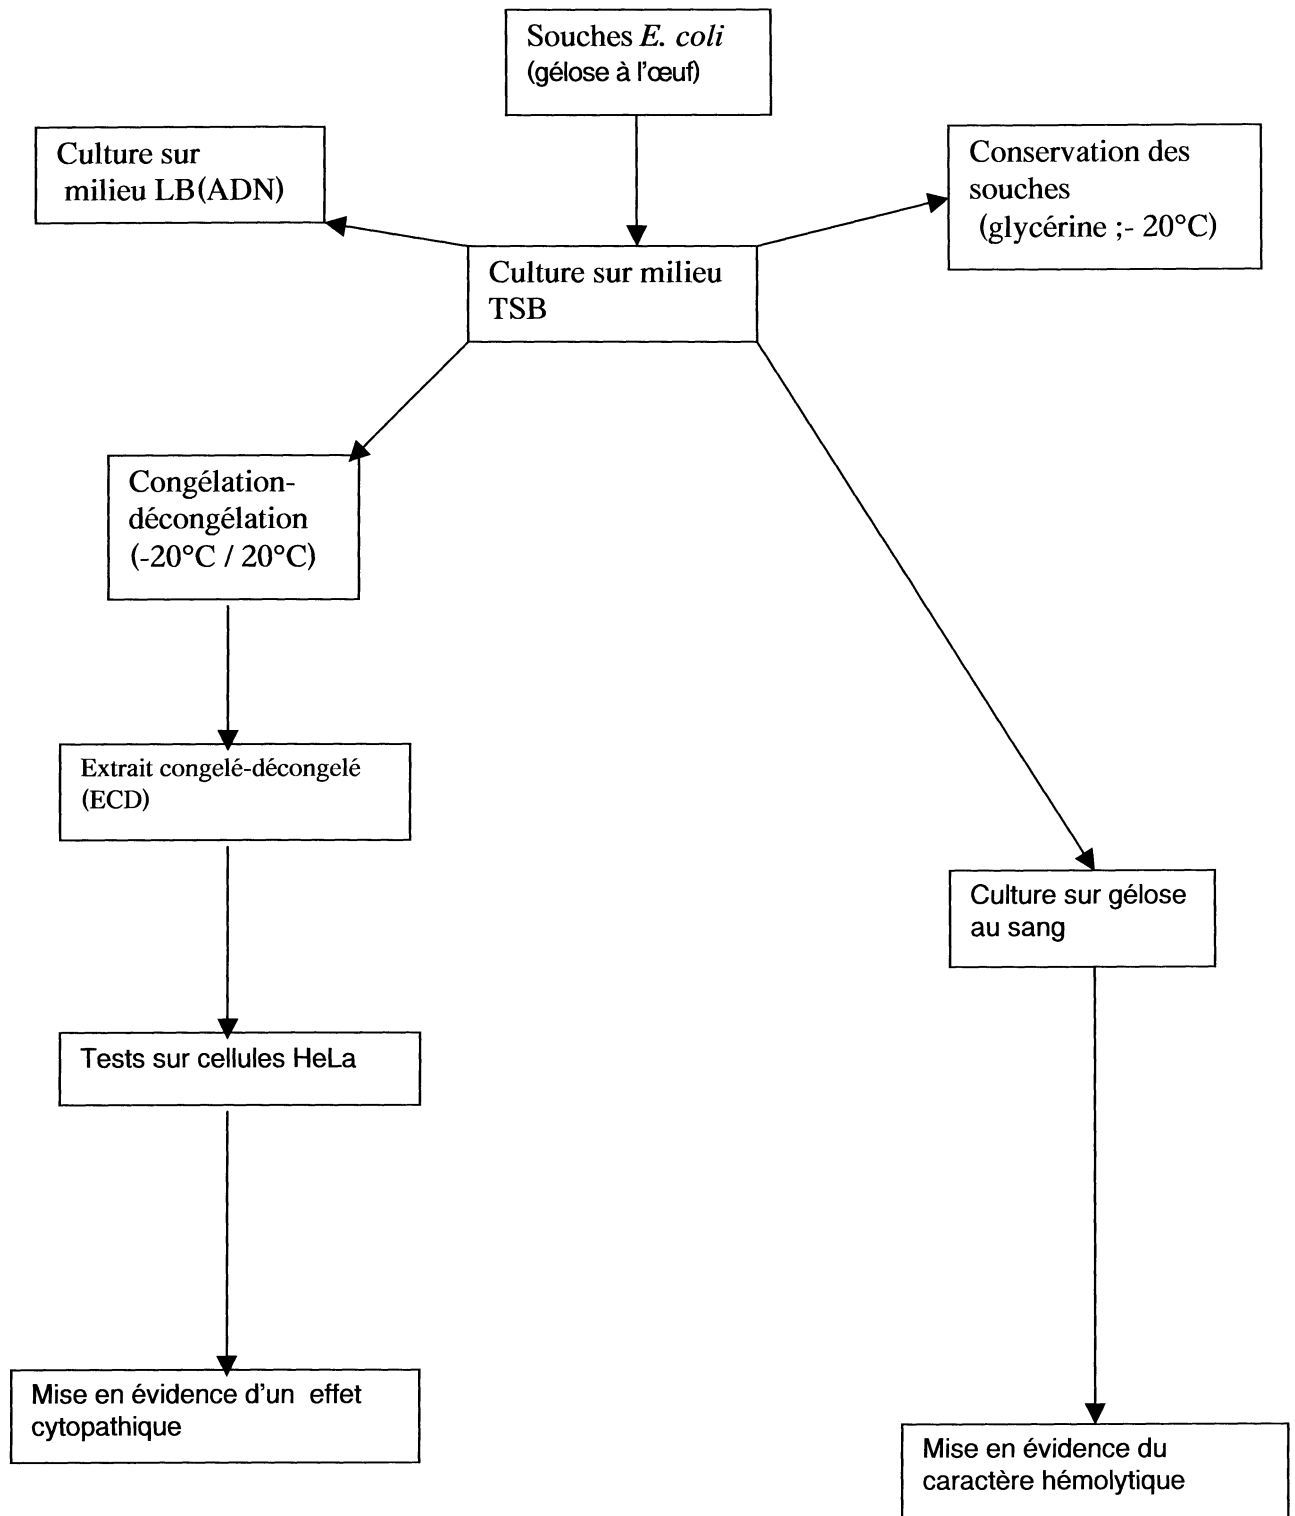 Souches E. coli
(gélose à l'œuf)
Culture sur
milieu LB(ADN)
Conservation des
souches
(glycérine ;- 20°C)
Culture sur milieu
TSB
Congélation-
décongélation
(-20°C / 20°C)
Extrait congelé-décongelé
(ECD)
Culture sur gélose
au sang
Tests sur cellules HeLa
Mise en évidence d'un effet
cytopathique
Mise en évidence du
caractère hémolytique